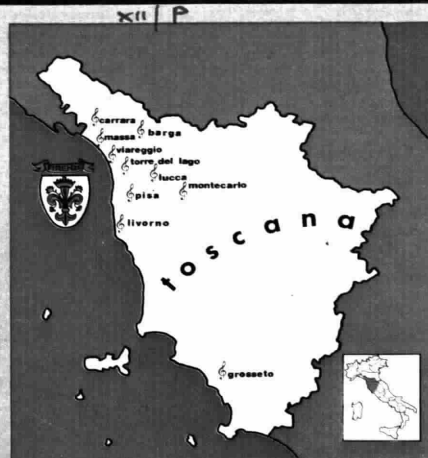 XII / P
carrara
barga
massa
viareggio
torre del lago
lucca
montecarlo
pisa
livorno
toscana
grosseto